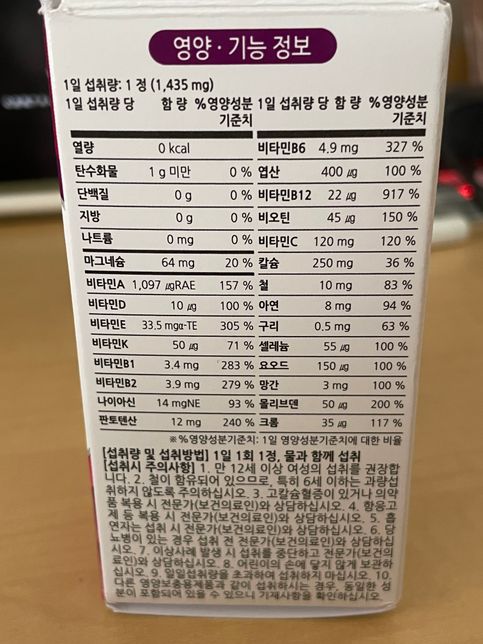 영양·기능 정보
1일 섭취량: 1 정 (1,435 mg)
1일 섭취량 당 함 량 %영양성분 기준치
열량 0 kcal
탄수화물 1 g 미만 0 %
단백질 0 g 0 %
지방 0 g 0 %
나트륨 0 mg 0 %
마그네슘 64 mg 20 %
비타민A 1,097 ㎍RAE 157 %
비타민D 10 ㎍ 100 %
비타민E 33.5 mgα-TE 305 %
비타민K 50 ㎍ 71 %
비타민B1 3.4 mg 283 %
비타민B2 3.9 mg 279 %
나이아신 14 mgNE 93 %
판토텐산 12 mg 240 %
1일 섭취량 당 함 량 %영양성분 기준치
비타민B6 4.9 mg 327 %
엽산 400 ㎍ 100 %
비타민B12 22 ㎍ 917 %
비오틴 45 ㎍ 150 %
비타민C 120 mg 120 %
칼슘 250 mg 36 %
철 10 mg 83 %
아연 8 mg 94 %
구리 0.5 mg 63 %
셀레늄 55 ㎍ 100 %
요오드 150 ㎍ 100 %
망간 3 mg 100 %
몰리브덴 50 ㎍ 200 %
크롬 35 ㎍ 117 %
※%영양성분기준치: 1일 영양성분기준치에 대한 비율
[섭취량 및 섭취방법] 1일 1회 1정, 물과 함께 섭취
[섭취시 주의사항] 1. 만 12세 이상 여성의 섭취를 권장합
니다. 2. 철이 함유되어 있으므로, 특히 6세 이하는 과량섭
취하지 않도록 주의하십시오. 3. 고칼슘혈증이 있거나 의약
품 복용 시 전문가(보건의료인)와 상담하십시오. 4. 항응고
제 등 복용 시 전문가(보건의료인)와 상담하십시오. 5. 흡
연자는 섭취 시 전문가(보건의료인)와 상담하십시오. 6. 당
뇨병이 있는 경우 섭취 전 전문가(보건의료인)와 상담하십
시오. 7. 이상사례 발생 시 섭취를 중단하고 전문가(보건의
료인)와 상담하십시오. 8. 어린이의 손에 닿지 않게 보관하
십시오. 9. 일일섭취량을 초과하여 섭취하지 마십시오. 10.
다른 영양보충용제품과 같이 섭취하시는 경우, 동일한 성
분이 포함되어 있을 수 있으니 기재사항을 확인하십시오.